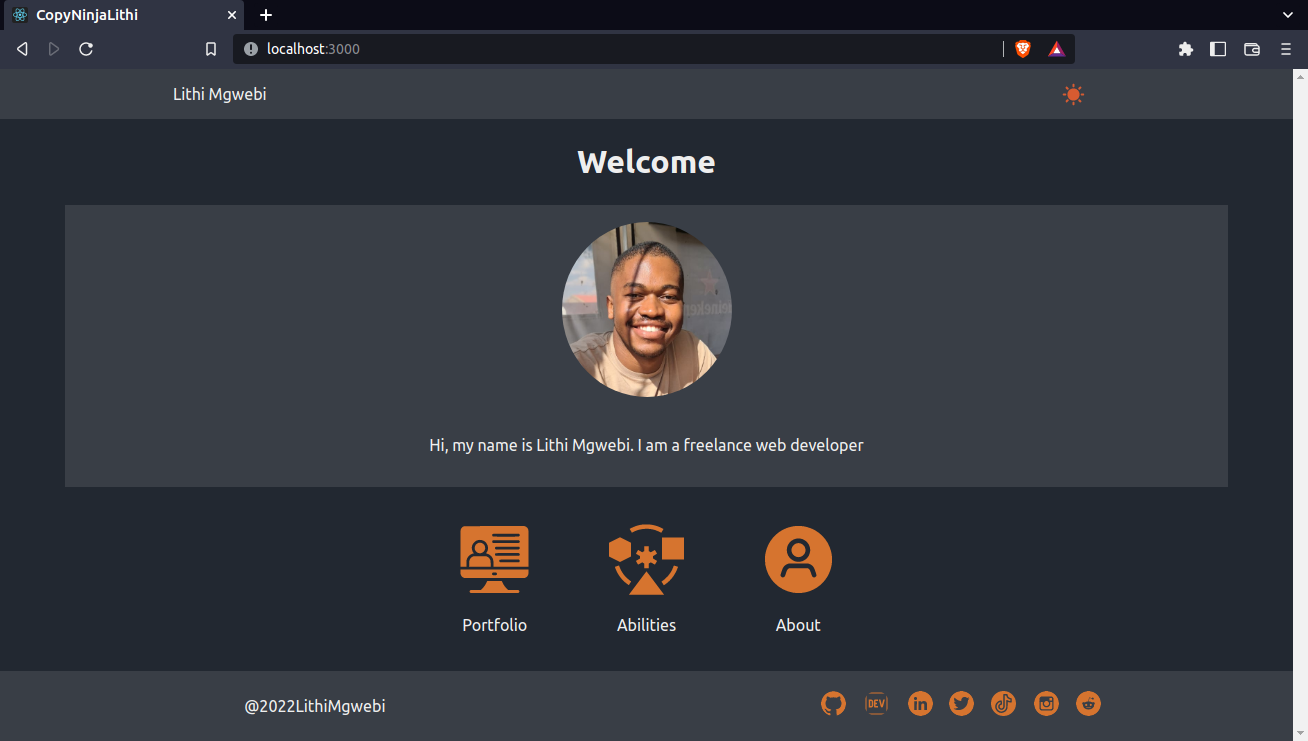 CopyNinjaLithi
localhost:3000
Lithi Mgwebi
Welcome
Hi, my name is Lithi Mgwebi. I am a freelance web developer
Portfolio
Abilities
About
@2022LithiMgwebi
DEV
in